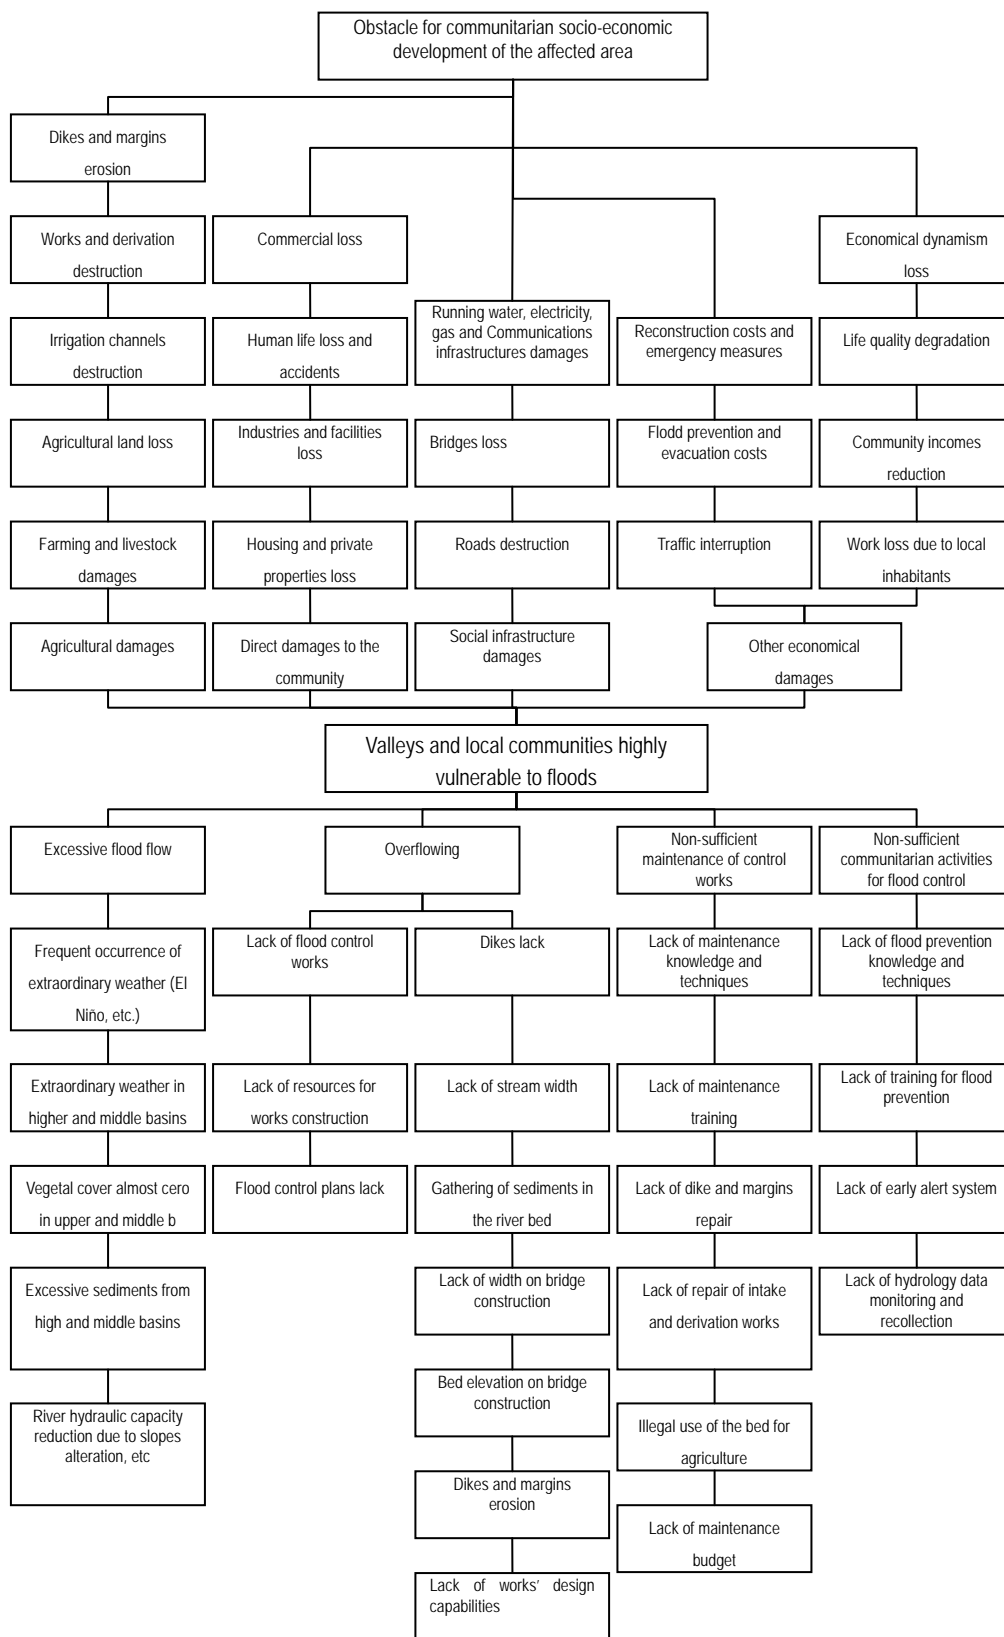 Obstacle for communitarian socio-economic
development of the affected area
Dikes and margins
erosion
Works and derivation
destruction
Commercial loss
Economical dynamism
loss
Irrigation channels
destruction
Human life loss and
accidents
Running water, electricity,
gas and Communications
infrastructures damages
Reconstruction costs and
emergency measures
Life quality degradation
Agricultural land loss
Industries and facilities
loss
Bridges loss
Flodd prevention and
evacuation costs
Community incomes
reduction
Farming and livestock
damages
Housing and private
properties loss
Roads destruction
Traffic interruption
Work loss due to local
inhabitants
Agricultural damages
Direct damages to the
community
Social infrastructure
damages
Other economical
damages
Valleys and local communities highly
vulnerable to floods
Excessive flood flow
Overflowing
Non-sufficient
maintenance of control
works
Non-sufficient
communitarian activities
for flood control
Frequent occurrence of
extraordinary weather (El
Niño, etc.)
Lack of flood control
works
Dikes lack
Lack of maintenance
knowledge and
techniques
Lack of flood prevention
knowledge and
techniques
Extraordinary weather in
higher and middle basins
Lack of resources for
works construction
Lack of stream width
Lack of maintenance
training
Lack of training for flood
prevention
Vegetal cover almost cero
in upper and middle b
Flood control plans lack
Gathering of sediments in
the river bed
Lack of dike and margins
repair
Lack of early alert system
Excessive sediments from
high and middle basins
Lack of width on bridge
construction
Lack of repair of intake
and derivation works
Lack of hydrology data
monitoring and
recollection
River hydraulic capacity
reduction due to slopes
alteration, etc
Bed elevation on bridge
construction
Illegal use of the bed for
agriculture
Dikes and margins
erosion
Lack of maintenance
budget
Lack of works' design
capabilities